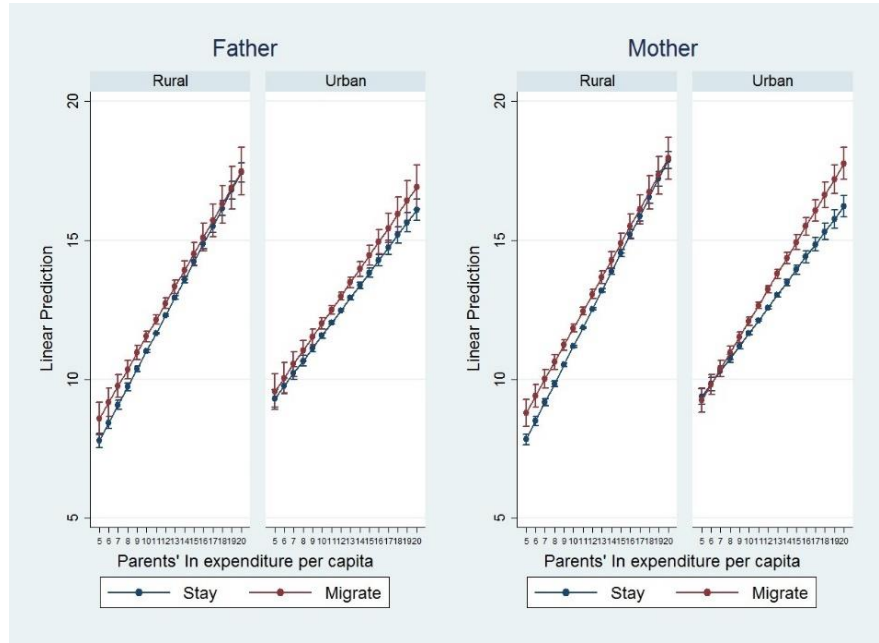 Father
Rural Urban
20
15
10
5
Linear Prediction
5 6 7 8 9 10 11 12 13 14 15 16 17 18 19 20 5 6 7 8 9 10 11 12 13 14 15 16 17 18 19 20
Parents' ln expenditure per capita
Stay Migrate
Mother
Rural Urban
20
15
10
5
Linear Prediction
5 6 7 8 9 10 11 12 13 14 15 16 17 18 19 20 5 6 7 8 9 10 11 12 13 14 15 16 17 18 19 20
Parents' ln expenditure per capita
Stay Migrate